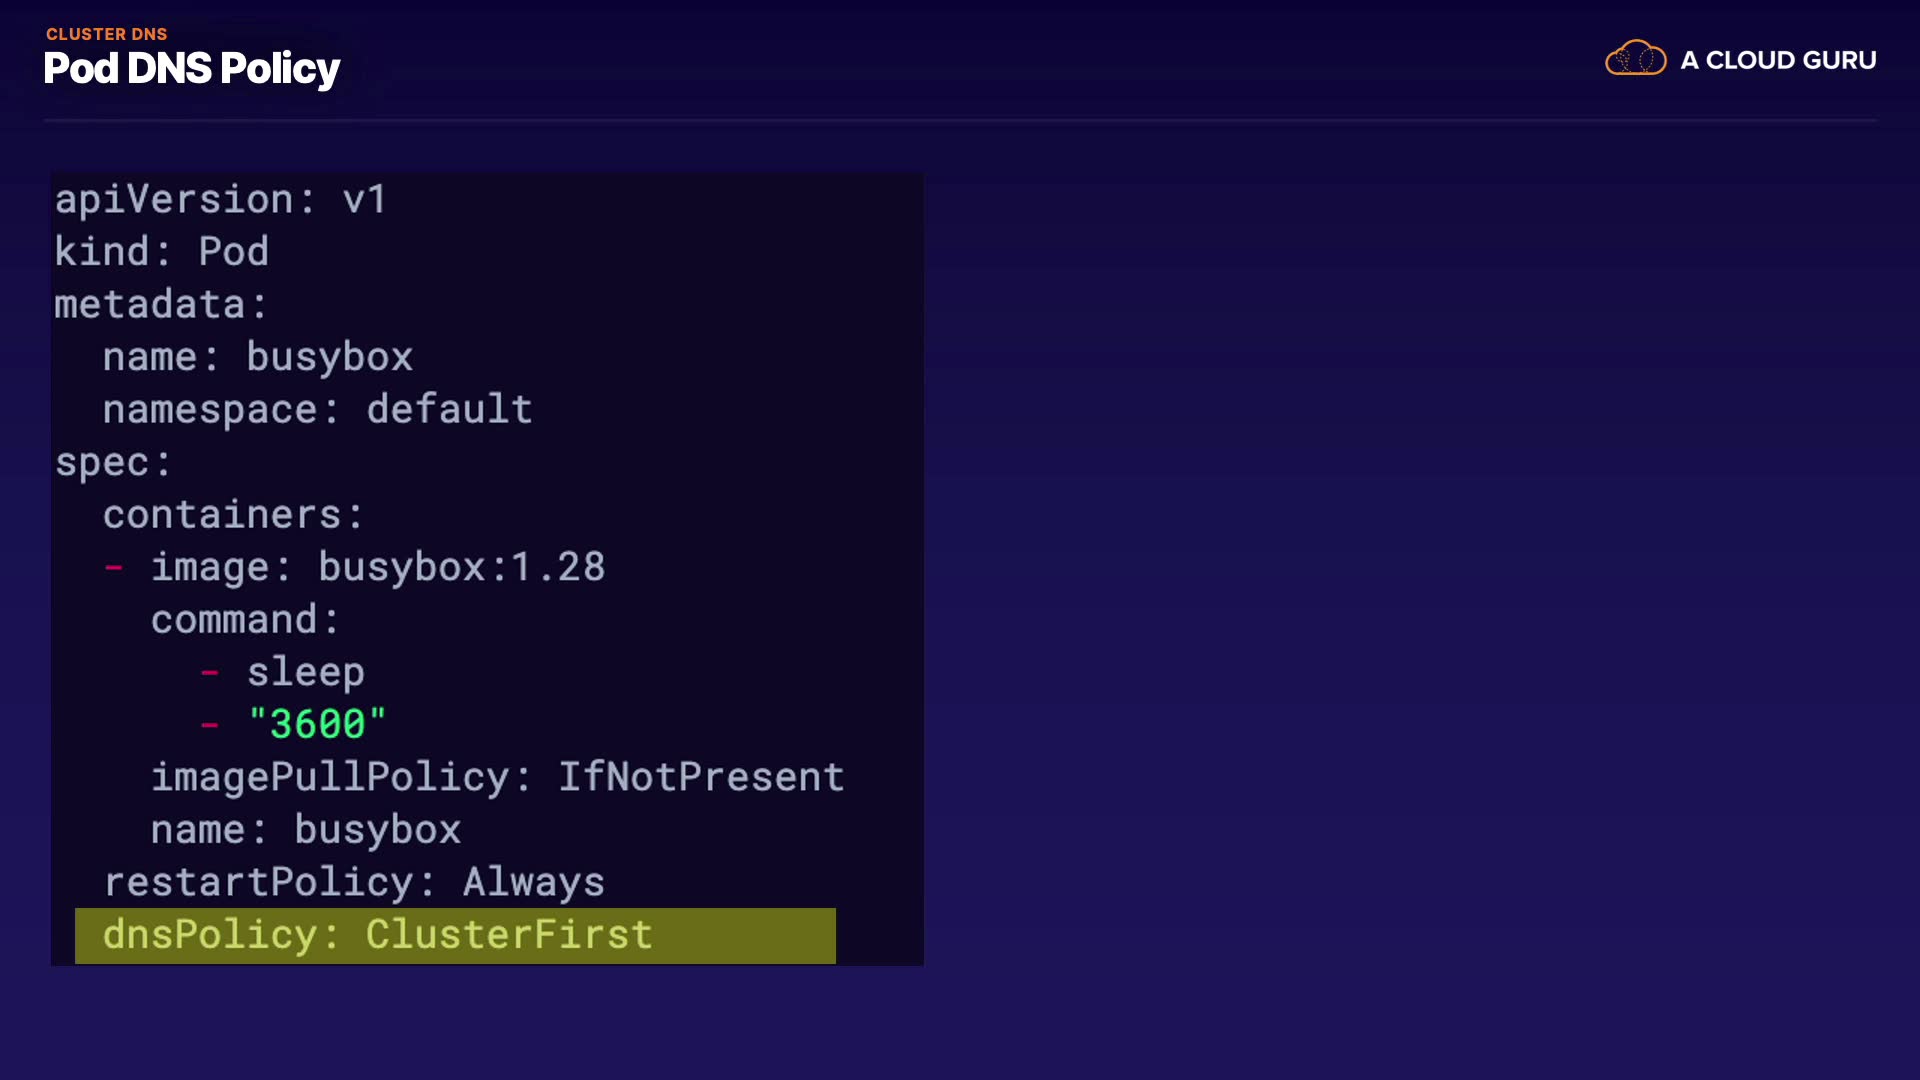 CLUSTER DNS
Pod DNS Policy
A CLOUD GURU
apiVersion: v1
kind: Pod
metadata:
  name: busybox
  namespace: default
spec:
  containers:
  - image: busybox:1.28
    command:
      - sleep
      - "3600"
    imagePullPolicy: IfNotPresent
    name: busybox
  restartPolicy: Always
  dnsPolicy: ClusterFirst